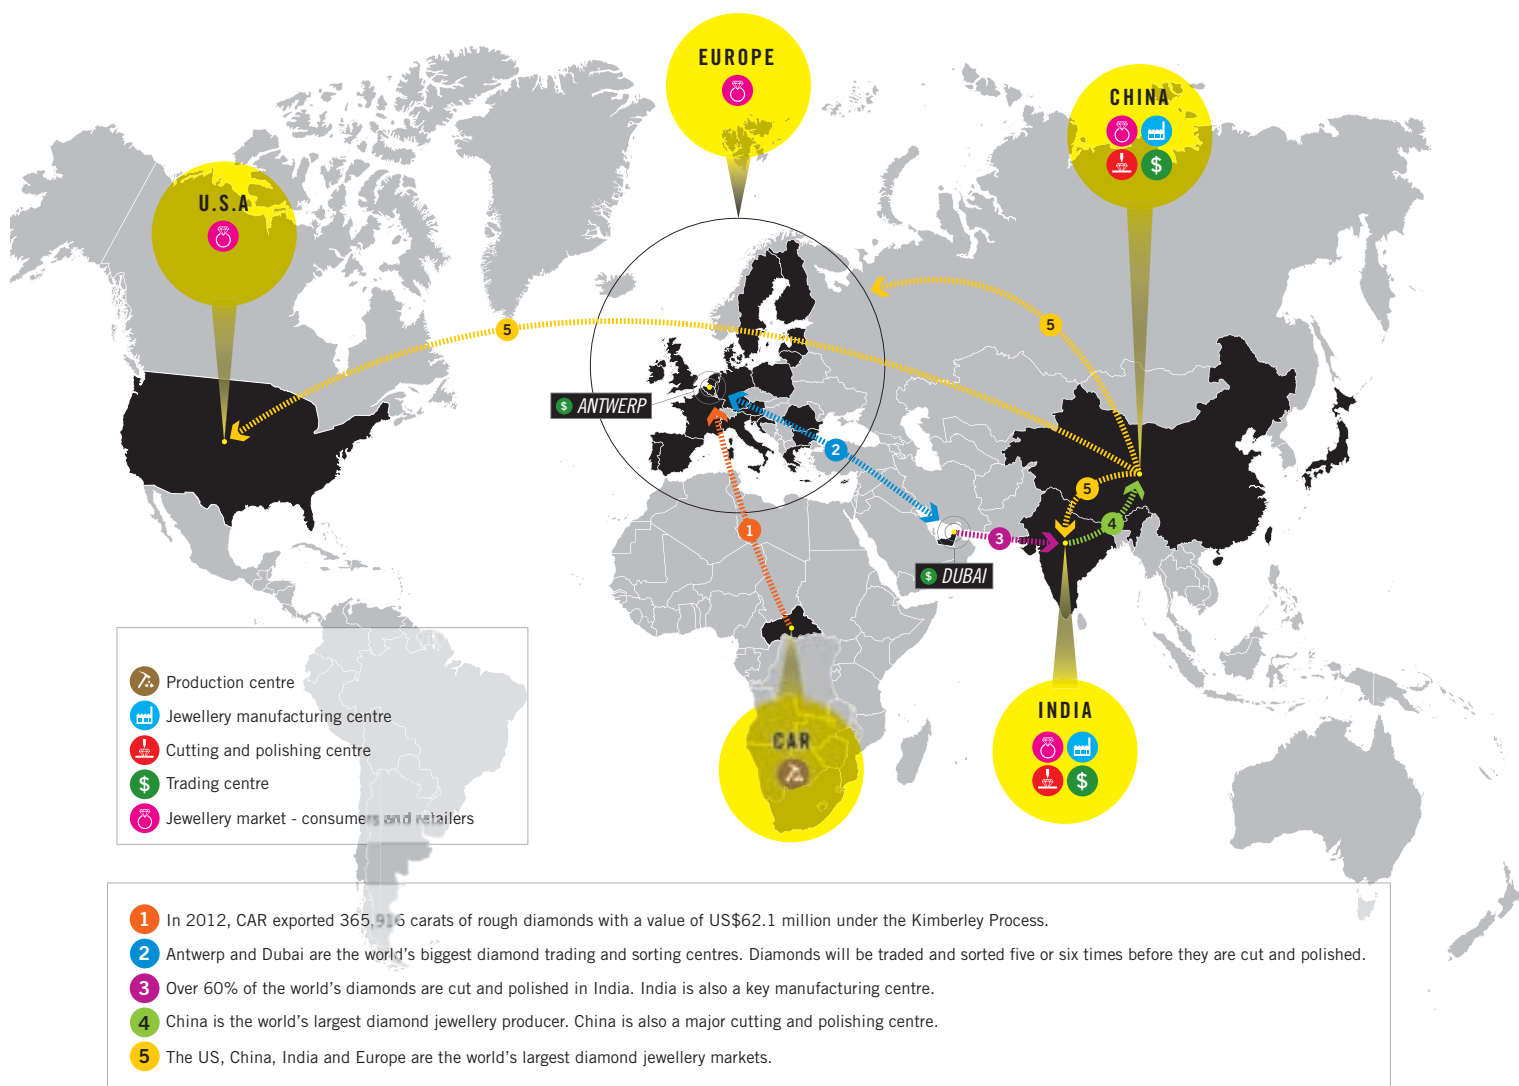 EUROPE
CHINA
$
U.S.A
5
5
$ ANTWERP
2
5
4
1
3
$ DUBAI
CAR
INDIA
$
Production centre
Jewellery manufacturing centre
Cutting and polishing centre
$ Trading centre
Jewellery market - consumers and retailers
1 In 2012, CAR exported 365,916 carats of rough diamonds with a value of US$62.1 million under the Kimberley Process.
2 Antwerp and Dubai are the world's biggest diamond trading and sorting centres. Diamonds will be traded and sorted five or six times before they are cut and polished.
3 Over 60% of the world's diamonds are cut and polished in India. India is also a key manufacturing centre.
4 China is the world's largest diamond jewellery producer. China is also a major cutting and polishing centre.
5 The US, China, India and Europe are the world's largest diamond jewellery markets.